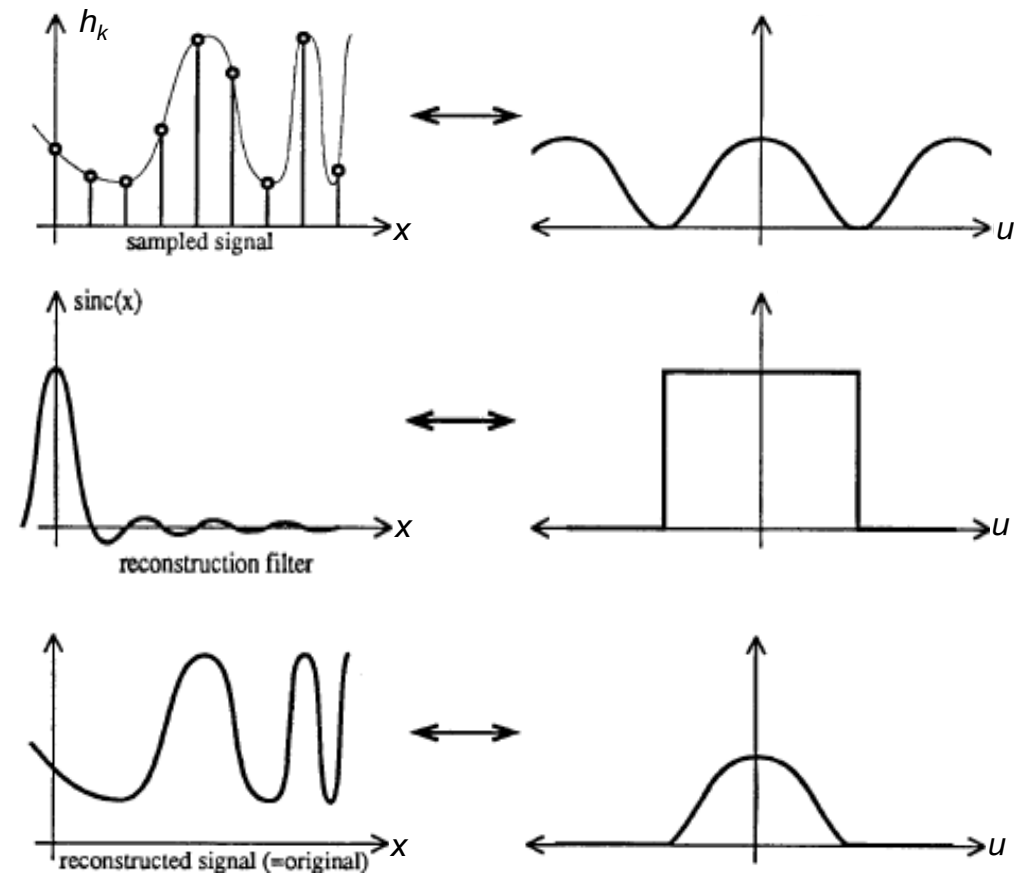 h_k
x
sampled signal
u
sinc(x)
x
reconstruction filter
u
x
reconstructed signal (=original)
u